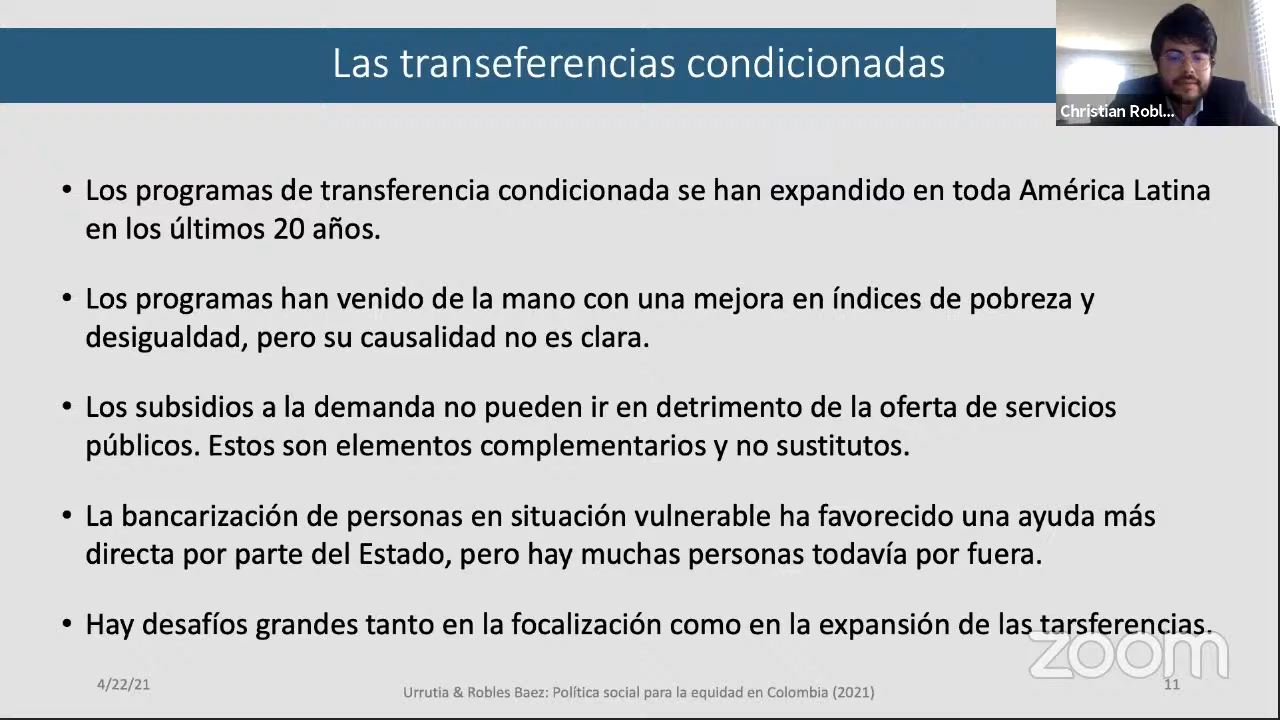 Las transeferencias condicionadas
Christian Robl...
• Los programas de transferencia condicionada se han expandido en toda América Latina
en los últimos 20 años.
• Los programas han venido de la mano con una mejora en índices de pobreza y
desigualdad, pero su causalidad no es clara.
• Los subsidios a la demanda no pueden ir en detrimento de la oferta de servicios
públicos. Estos son elementos complementarios y no sustitutos.
• La bancarización de personas en situación vulnerable ha favorecido una ayuda más
directa por parte del Estado, pero hay muchas personas todavía por fuera.
• Hay desafíos grandes tanto en la focalización como en la expansión de las tarsferencias.
zoom
4/22/21
Urrutia & Robles Baez: Política social para la equidad en Colombia (2021)
11